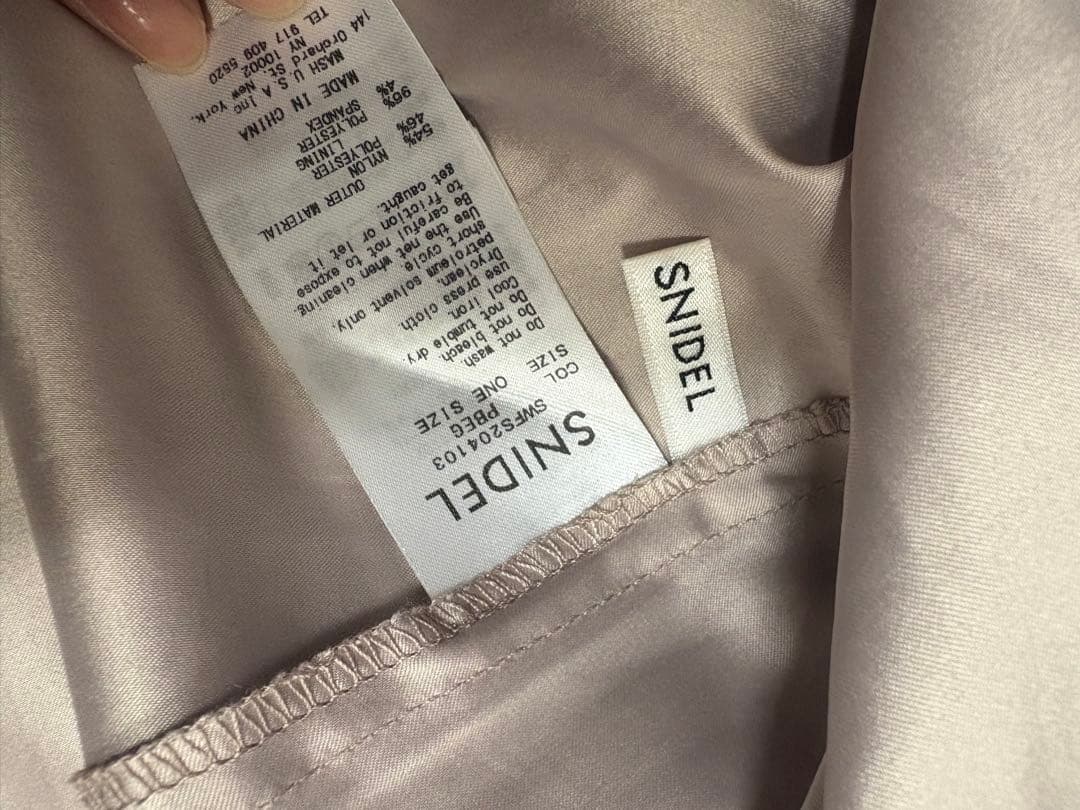 SNIDEL
SWFS204103
COL PBEG
SIZE ONE SIZE
Do not wash.
Do not bleach.
Do not tumble dry.
Cool iron.
use press cloth
Dryclean.
petroleum solvent only,
short cycle
Use the net when cleaning.
Be careful not to expose
to friction or let it
get caught.
OUTER MATERIAL
NYLON 54%
POLYESTER 46%
LINING
POLYESTER 96%
SPANDEX 4%
MADE IN CHINA
MASH U.S.A Inc
144 Orchard St. New York,
NY 10002
TEL 917 409 5520
SNIDEL